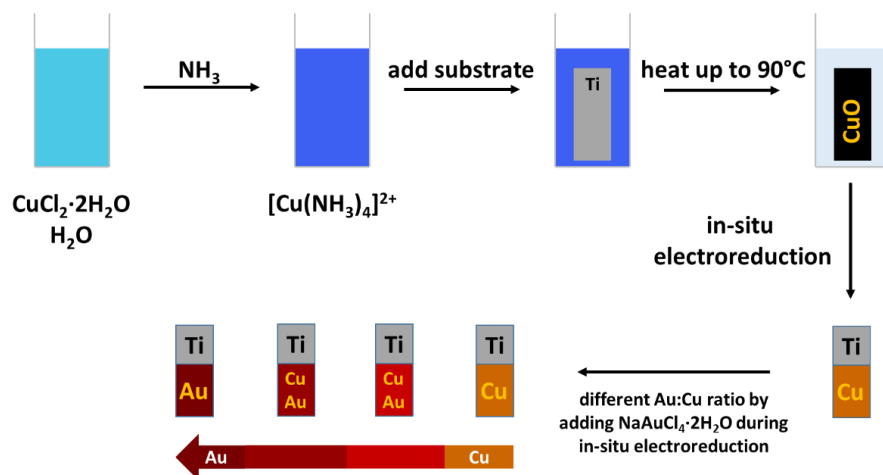 NH₃
add substrate
heat up to 90°C
Ti
CuO
CuCl₂·2H₂O
H₂O
[Cu(NH₃)₄]²⁺
in-situ
electroreduction
Ti
Au
Ti
Cu
Au
Ti
Cu
Au
Ti
Cu
Ti
Cu
different Au:Cu ratio by
adding NaAuCl₄·2H₂O during
in-situ electroreduction
Au
Cu